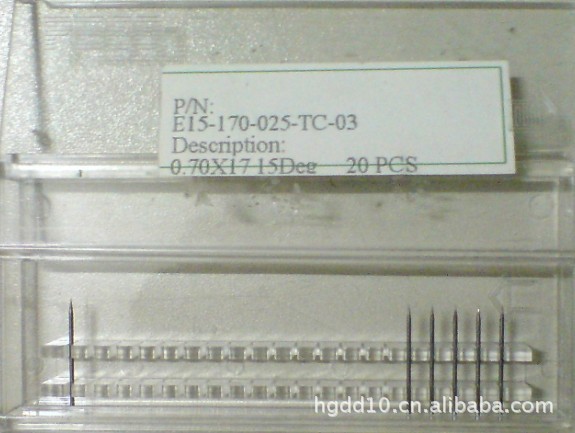 P/N:
E15-170-025-TC-03
Description:
0.70X17 15Deg 20 PCS
hgdd10.cn.alibaba.com